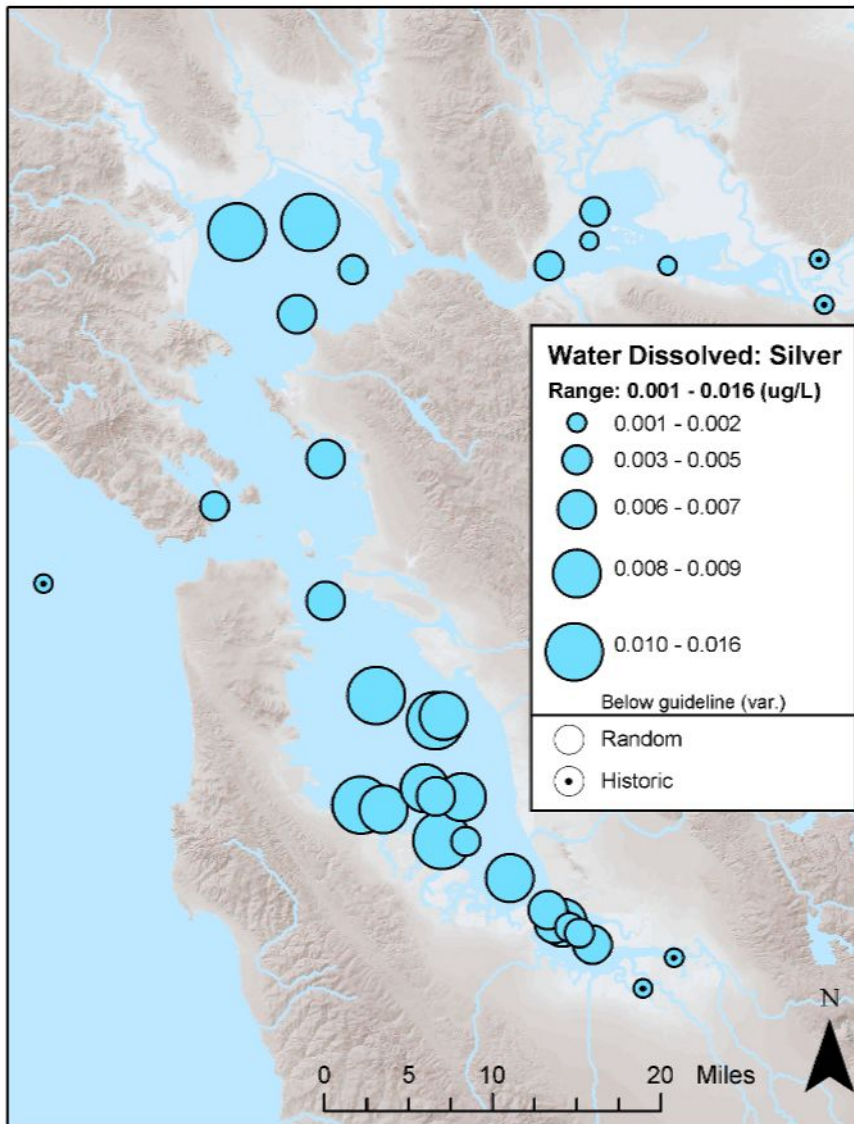 Water Dissolved: Silver
Range: 0.001 - 0.016 (ug/L)
0.001 - 0.002
0.003 - 0.005
0.006 - 0.007
0.008 - 0.009
0.010 - 0.016
Below guideline (var.)
Random
Historic
N
0 5 10 20 Miles